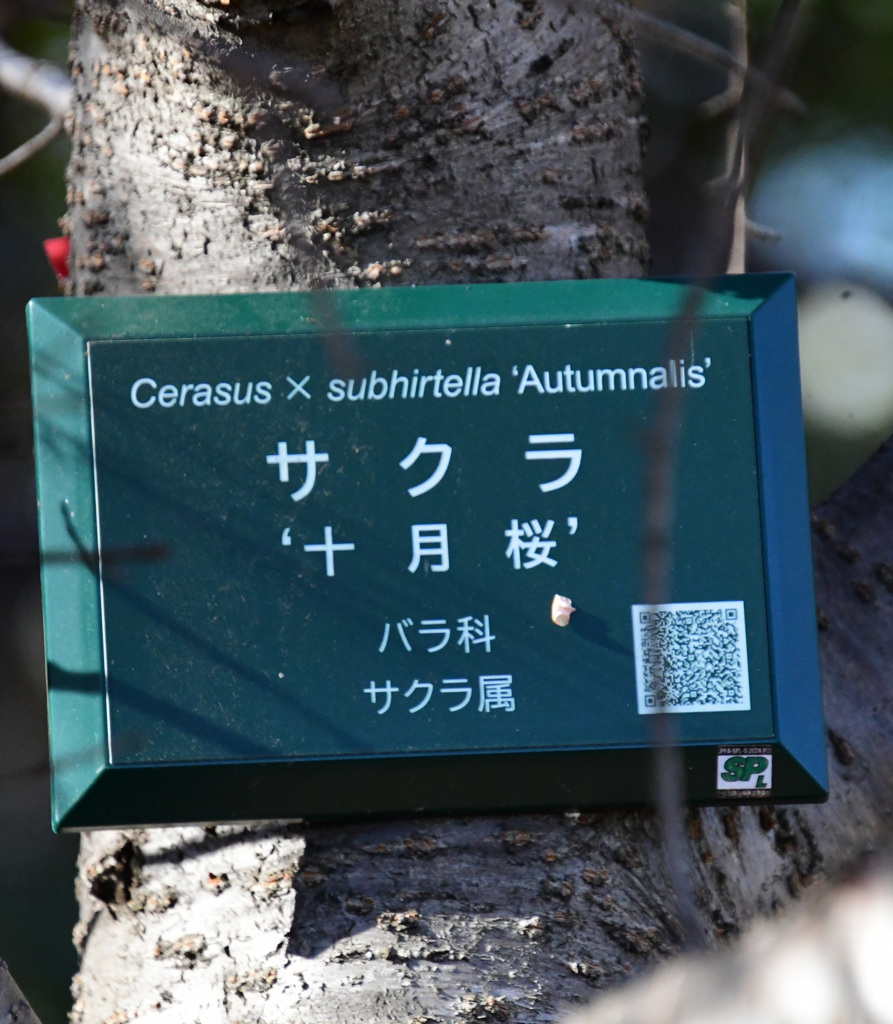 Cerasus × subhirtella ‘Autumnalis’
サクラ
‘十月桜’
バラ科
サクラ属
SPL